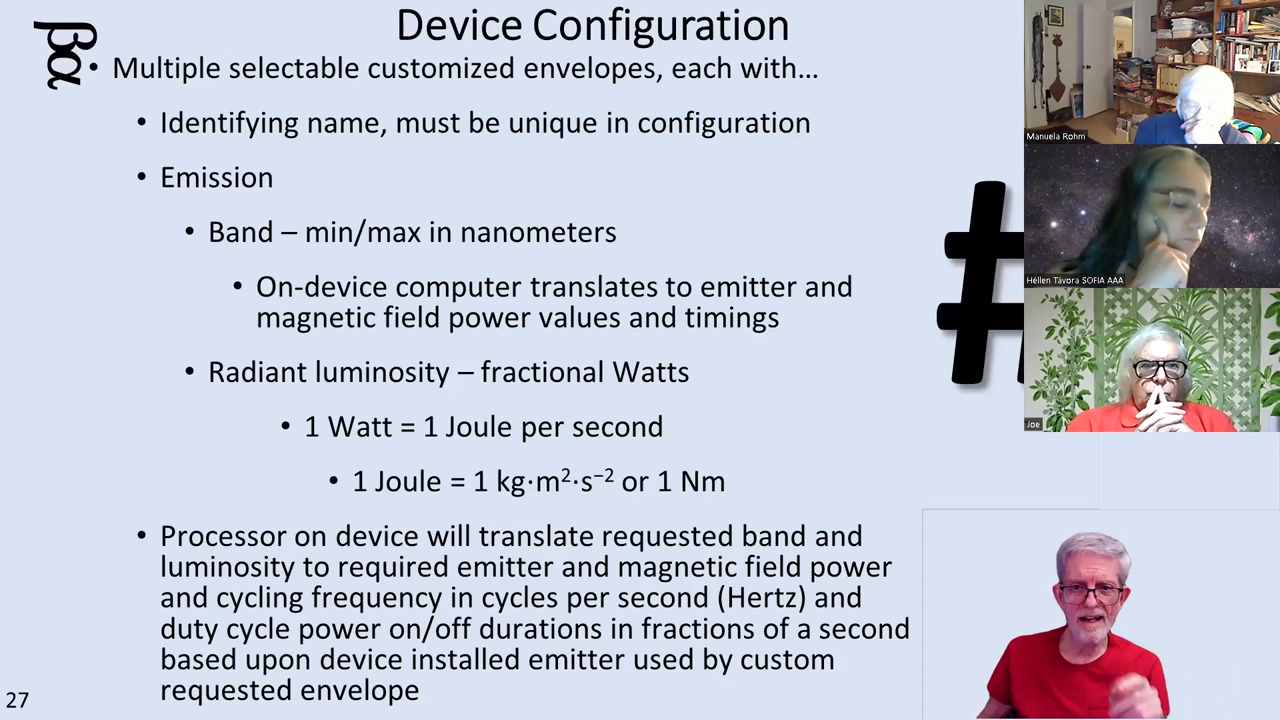 Device Configuration
βα
• Multiple selectable customized envelopes, each with…
• Identifying name, must be unique in configuration
• Emission
• Band – min/max in nanometers
• On-device computer translates to emitter and
magnetic field power values and timings
• Radiant luminosity – fractional Watts
• 1 Watt = 1 Joule per second
• 1 Joule = 1 kg·m²·s⁻² or 1 Nm
• Processor on device will translate requested band and
luminosity to required emitter and magnetic field power
and cycling frequency in cycles per second (Hertz) and
duty cycle power on/off durations in fractions of a second
based upon device installed emitter used by custom
requested envelope
27
#
Manuela Rohm
Héllen Távora SOFIA AAA
Joe